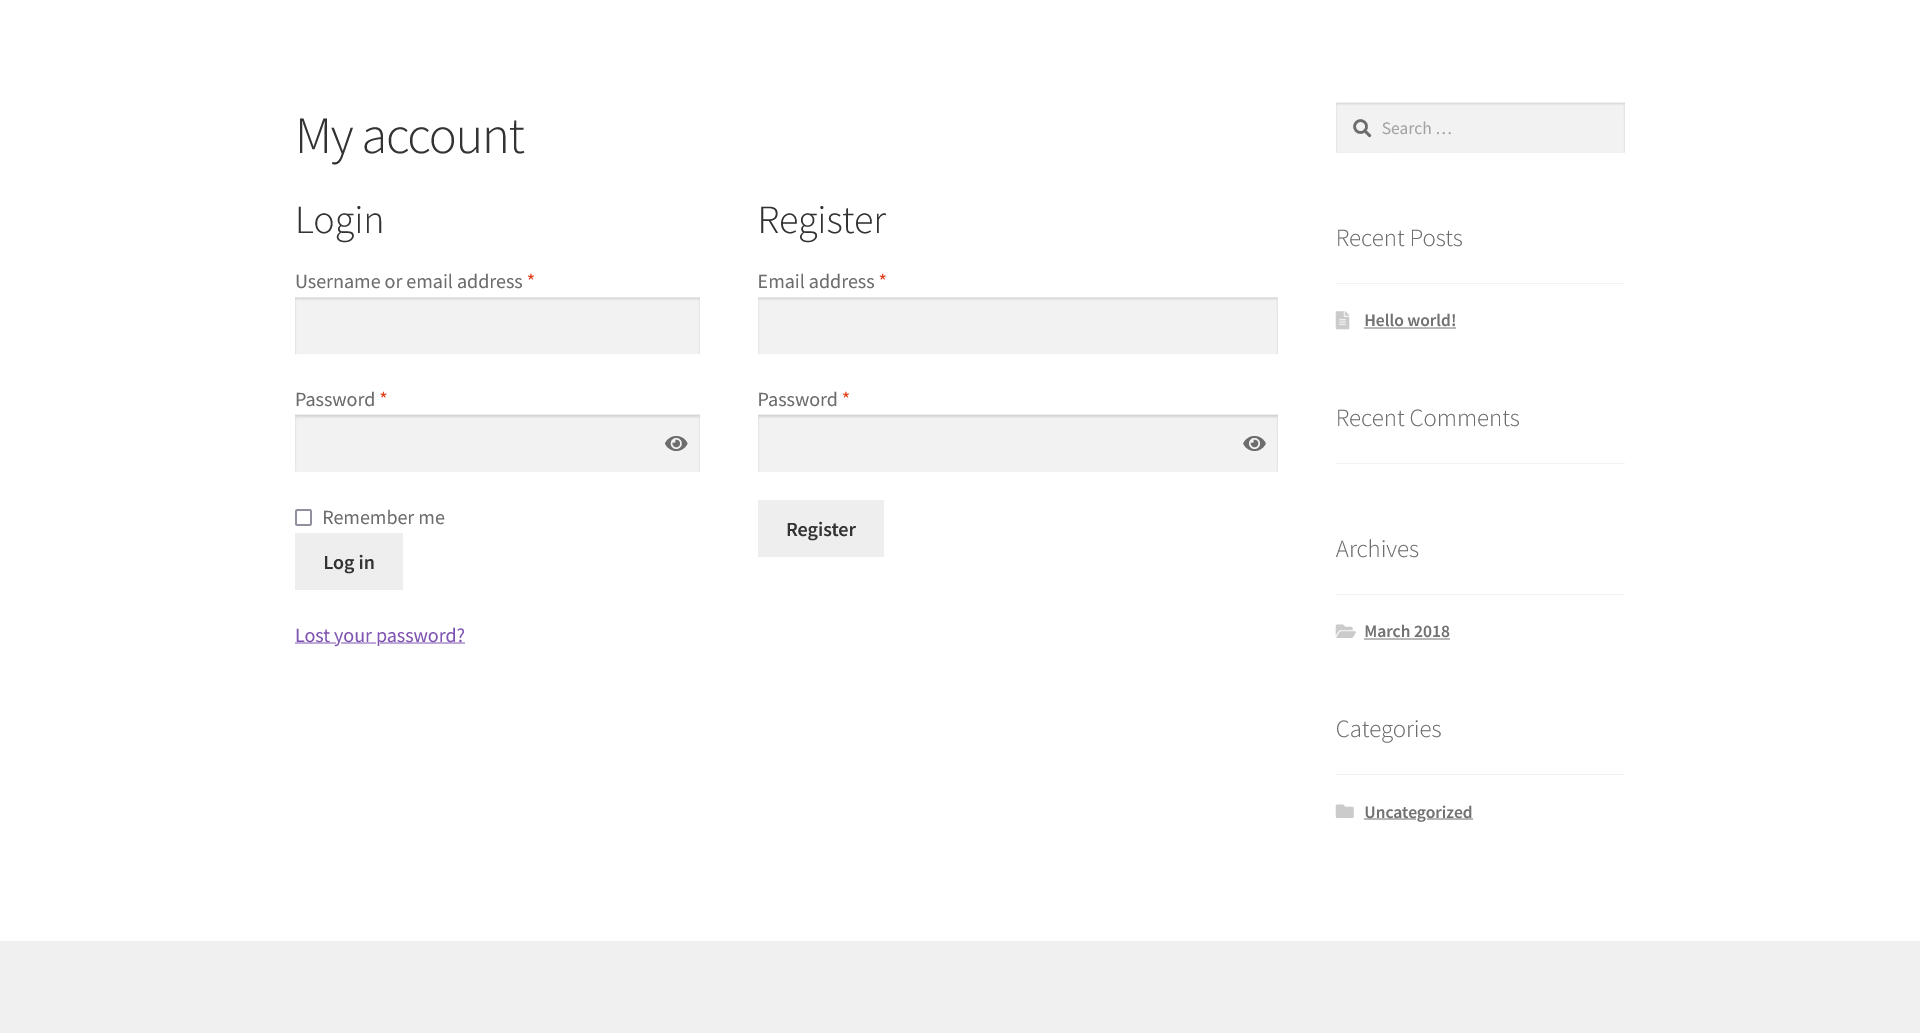 My account
Login
Username or email address *
Password *
Remember me
Log in
Lost your password?
Register
Email address *
Password *
Register
Search …
Recent Posts
Hello world!
Recent Comments
Archives
March 2018
Categories
Uncategorized